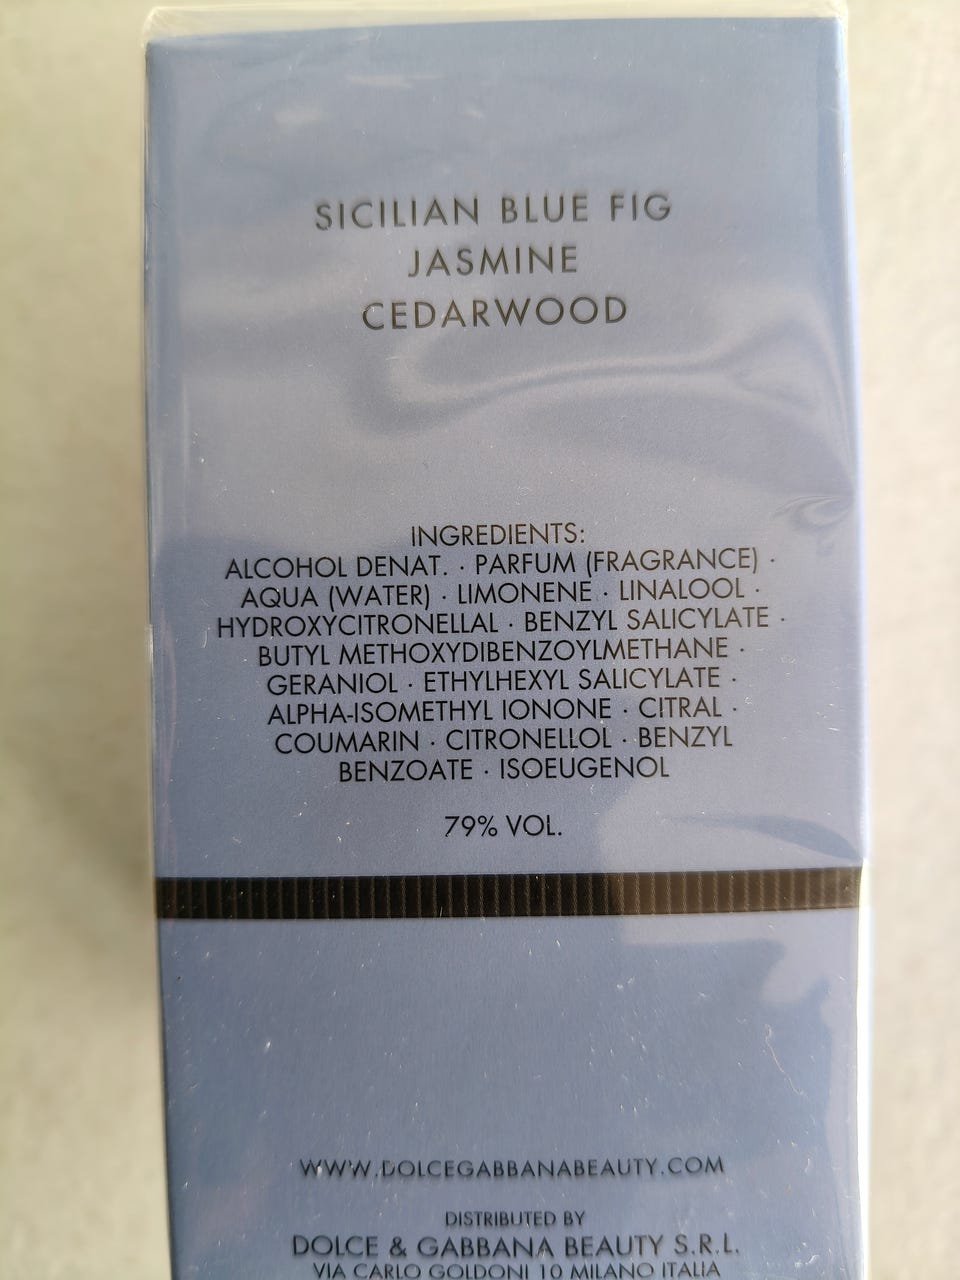 SICILIAN BLUE FIG
JASMINE
CEDARWOOD
INGREDIENTS:
ALCOHOL DENAT. · PARFUM (FRAGRANCE) ·
AQUA (WATER) · LIMONENE · LINALOOL ·
HYDROXYCITRONELLAL · BENZYL SALICYLATE ·
BUTYL METHOXYDIBENZOYLMETHANE ·
GERANIOL · ETHYLHEXYL SALICYLATE ·
ALPHA-ISOMETHYL IONONE · CITRAL ·
COUMARIN · CITRONELLOL · BENZYL
BENZOATE · ISOEUGENOL
79% VOL.
WWW.DOLCEGABBANABEAUTY.COM
DISTRIBUTED BY
DOLCE & GABBANA BEAUTY S.R.L.
VIA CARLO GOLDONI 10 MILANO ITALIA